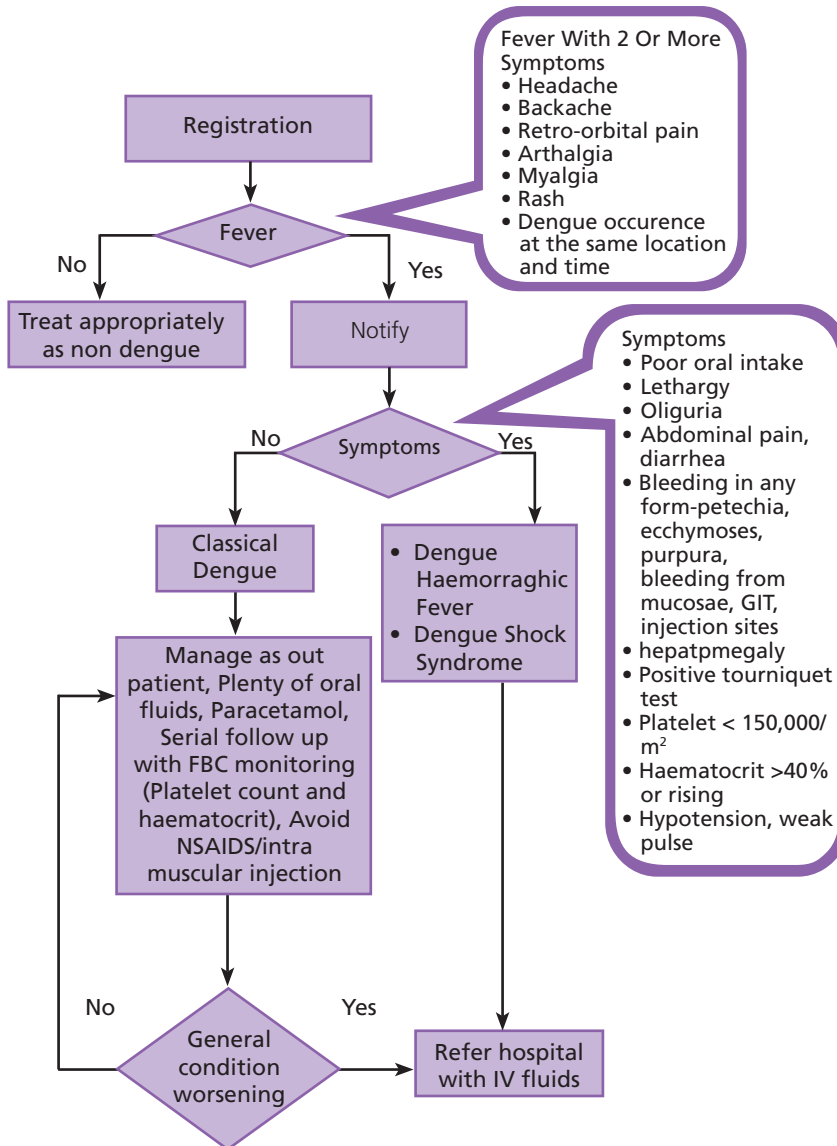 Fever With 2 Or More
Symptoms
• Headache
• Backache
• Retro-orbital pain
• Arthalgia
• Myalgia
• Rash
• Dengue occurence
at the same location
and time
Registration
Fever
No
Yes
Treat appropriately
as non dengue
Notify
Symptoms
• Poor oral intake
• Lethargy
• Oliguria
• Abdominal pain,
diarrhea
• Bleeding in any
form-petechia,
ecchymoses,
purpura,
bleeding from
mucosae, GIT,
injection sites
• hepatpmegaly
• Positive tourniquet
test
• Platelet < 150,000/
m²
• Haematocrit >40%
or rising
• Hypotension, weak
pulse
No
Symptoms
Yes
Classical
Dengue
• Dengue
Haemorraghic
Fever
• Dengue Shock
Syndrome
Manage as out
patient, Plenty of oral
fluids, Paracetamol,
Serial follow up
with FBC monitoring
(Platelet count and
haematocrit), Avoid
NSAIDS/intra
muscular injection
No
Yes
General
condition
worsening
Refer hospital
with IV fluids